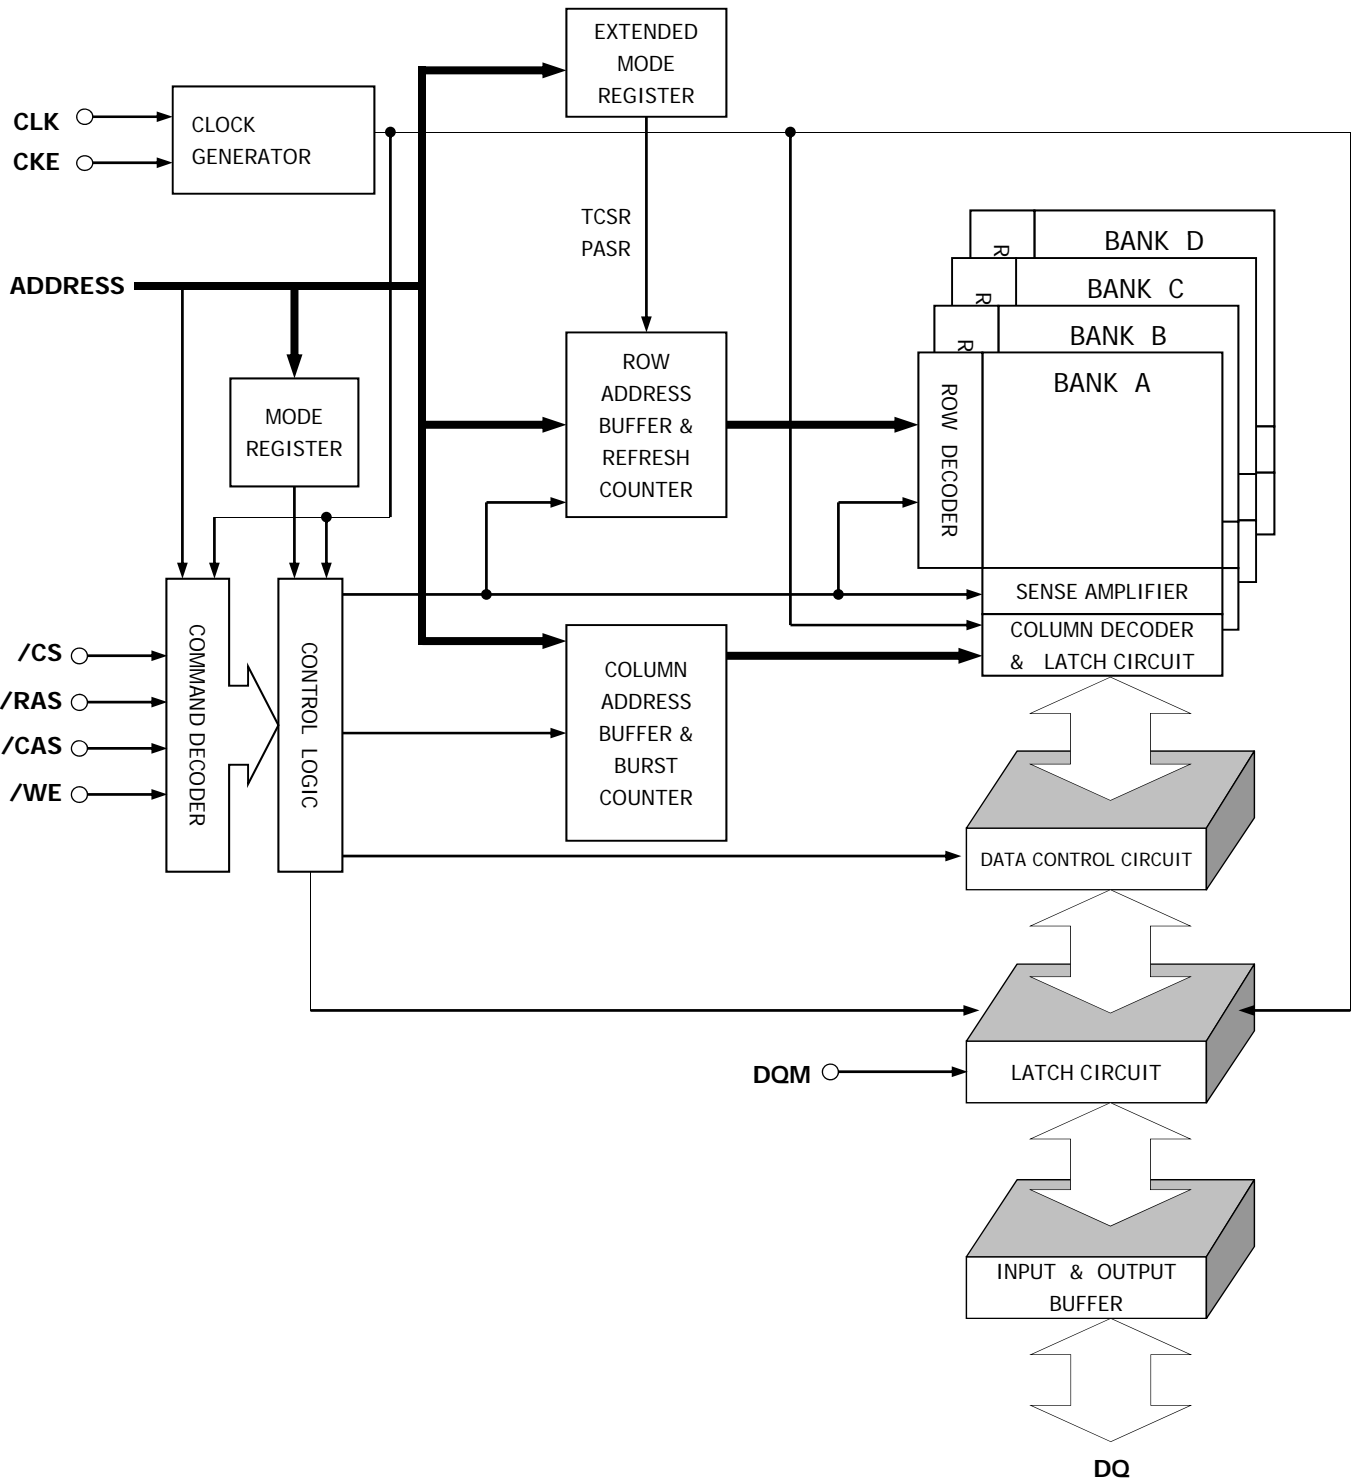 EXTENDED
MODE
REGISTER
CLK
CKE
CLOCK
GENERATOR
TCSR
PASR
ADDRESS
R
BANK D
R
BANK C
R
BANK B
BANK A
ROW DECODER
MODE
REGISTER
ROW
ADDRESS
BUFFER &
REFRESH
COUNTER
SENSE AMPLIFIER
COLUMN DECODER
& LATCH CIRCUIT
/CS
/RAS
/CAS
/WE
COMMAND DECODER
CONTROL LOGIC
COLUMN
ADDRESS
BUFFER &
BURST
COUNTER
DATA CONTROL CIRCUIT
DQM
LATCH CIRCUIT
INPUT & OUTPUT
BUFFER
DQ